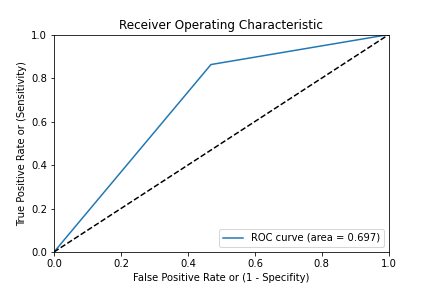 Receiver Operating Characteristic
1.0
0.8
0.6
0.4
0.2
0.0
True Positive Rate or (Sensitivity)
ROC curve (area = 0.697)
0.0 0.2 0.4 0.6 0.8 1.0
False Positive Rate or (1 - Specifity)